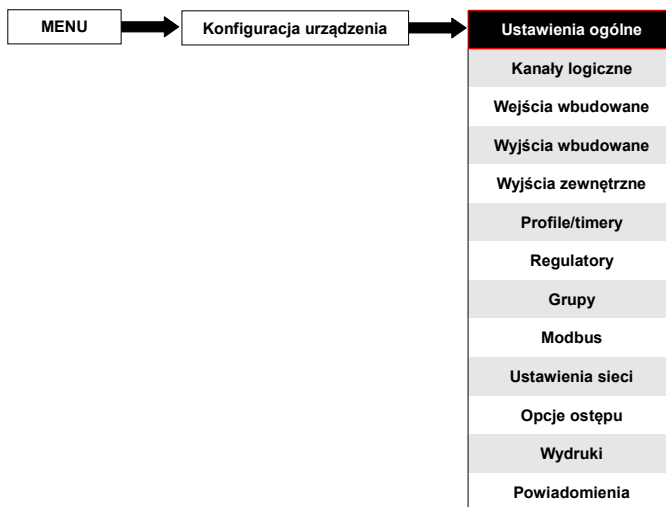 MENU
Konfiguracja urządzenia
Ustawienia ogólne
Kanały logiczne
Wejścia wbudowane
Wyjścia wbudowane
Wyjścia zewnętrzne
Profile/timery
Regulatory
Grupy
Modbus
Ustawienia sieci
Opcje ostępu
Wydruki
Powiadomienia